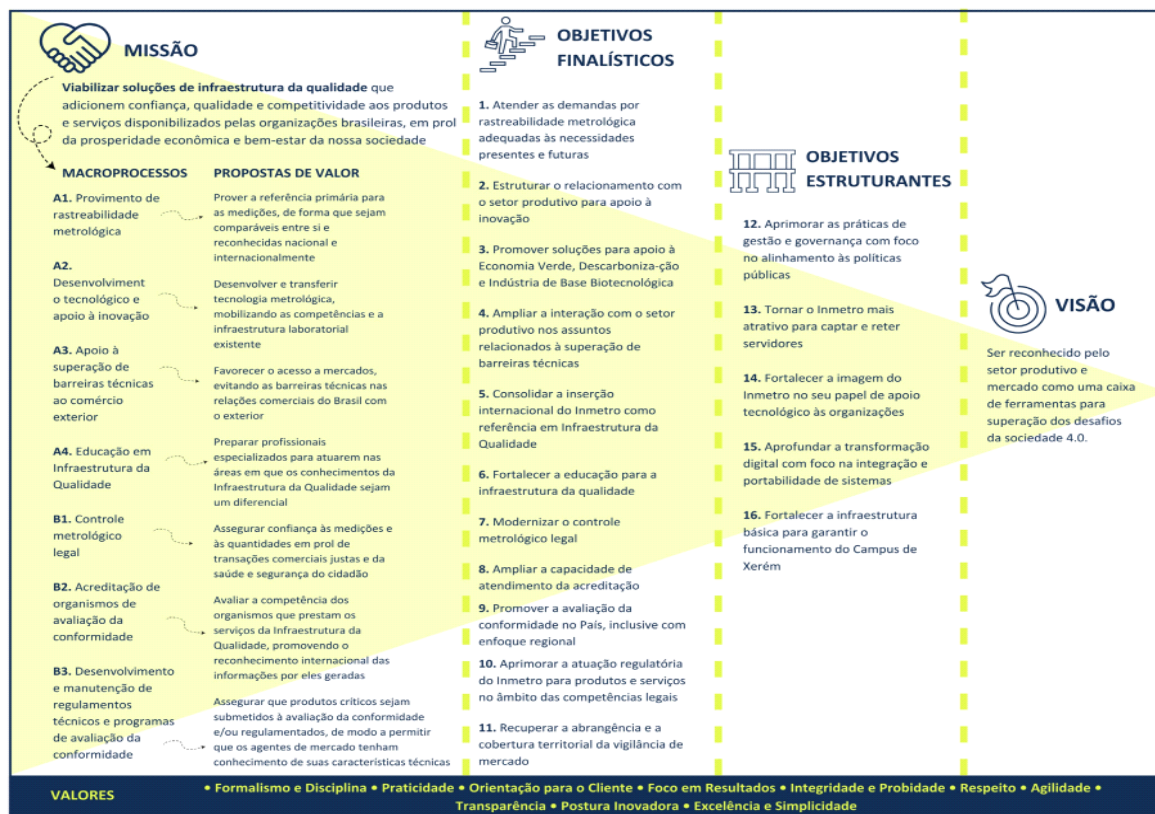 MISSÃO
Viabilizar soluções de infraestrutura da qualidade que
adicionem confiança, qualidade e competitividade aos produtos
e serviços disponibilizados pelas organizações brasileiras, em prol
da prosperidade econômica e bem-estar da nossa sociedade
MACROPROCESSOS
PROPOSTAS DE VALOR
A1. Provimento de
rastreabilidade
metrológica
Prover a referência primária para
as medições, de forma que sejam
comparáveis entre si e
reconhecidas nacional e
internacionalmente
A2.
Desenvolviment
o tecnológico e
apoio à inovação
Desenvolver e transferir
tecnologia metrológica,
mobilizando as competências e a
infraestrutura laboratorial
existente
A3. Apoio à
superação de
barreiras técnicas
ao comércio
exterior
Favorecer o acesso a mercados,
evitando as barreiras técnicas nas
relações comerciais do Brasil com
o exterior
A4. Educação em
Infraestrutura da
Qualidade
Preparar profissionais
especializados para atuarem nas
áreas em que os conhecimentos da
Infraestrutura da Qualidade sejam
um diferencial
B1. Controle
metrológico
legal
Assegurar confiança às medições e
às quantidades em prol de
transações comerciais justas e da
saúde e segurança do cidadão
B2. Acreditação de
organismos de
avaliação da
conformidade
Avaliar a competência dos
organismos que prestam os
serviços da Infraestrutura da
Qualidade, promovendo o
reconhecimento internacional das
informações por eles geradas
B3. Desenvolvimento
e manutenção de
regulamentos
técnicos e programas
de avaliação da
conformidade
Assegurar que produtos críticos sejam
submetidos à avaliação da conformidade
e/ou regulamentados, de modo a permitir
que os agentes de mercado tenham
conhecimento de suas características técnicas
OBJETIVOS
FINALÍSTICOS
1. Atender as demandas por
rastreabilidade metrológica
adequadas às necessidades
presentes e futuras
2. Estruturar o relacionamento com
o setor produtivo para apoio à
inovação
3. Promover soluções para apoio à
Economia Verde, Descarboniza-ção
e Indústria de Base Biotecnológica
4. Ampliar a interação com o setor
produtivo nos assuntos
relacionados à superação de
barreiras técnicas
5. Consolidar a inserção
internacional do Inmetro como
referência em Infraestrutura da
Qualidade
6. Fortalecer a educação para a
infraestrutura da qualidade
7. Modernizar o controle
metrológico legal
8. Ampliar a capacidade de
atendimento da acreditação
9. Promover a avaliação da
conformidade no País, inclusive com
enfoque regional
10. Aprimorar a atuação regulatória
do Inmetro para produtos e serviços
no âmbito das competências legais
11. Recuperar a abrangência e a
cobertura territorial da vigilância de
mercado
OBJETIVOS
ESTRUTURANTES
12. Aprimorar as práticas de
gestão e governança com foco
no alinhamento às políticas
públicas
13. Tornar o Inmetro mais
atrativo para captar e reter
servidores
14. Fortalecer a imagem do
Inmetro no seu papel de apoio
tecnológico às organizações
15. Aprofundar a transformação
digital com foco na integração e
portabilidade de sistemas
16. Fortalecer a infraestrutura
básica para garantir o
funcionamento do Campus de
Xerém
VISÃO
Ser reconhecido pelo
setor produtivo e
mercado como uma caixa
de ferramentas para
superação dos desafios
da sociedade 4.0.
VALORES
• Formalismo e Disciplina • Praticidade • Orientação para o Cliente • Foco em Resultados • Integridade e Probidade • Respeito • Agilidade •
Transparência • Postura Inovadora • Excelência e Simplicidade